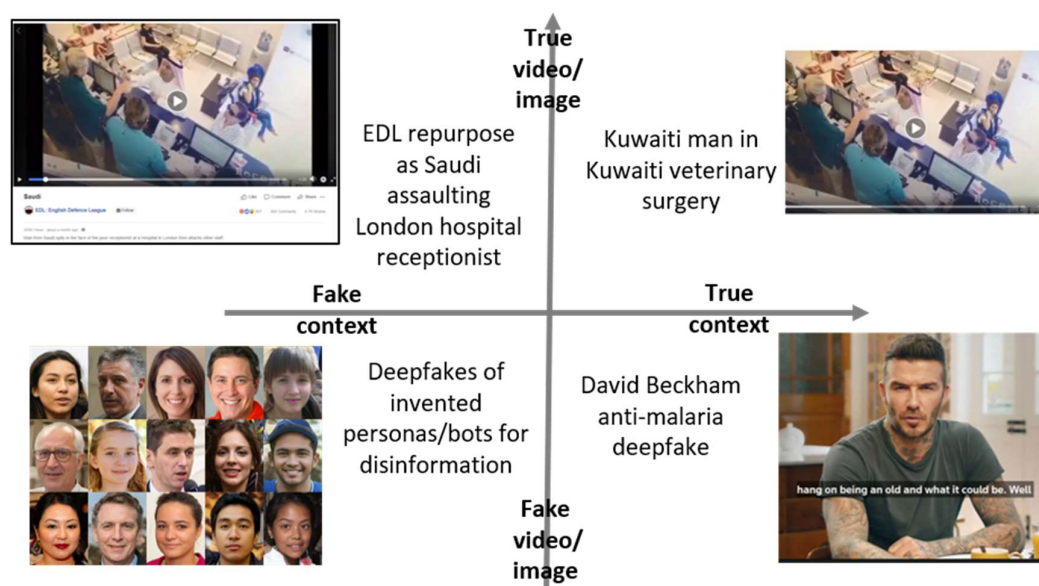 True
video/
image
EDL repurpose
as Saudi
assaulting
London hospital
receptionist
Kuwaiti man in
Kuwaiti veterinary
surgery
Saudi
Like Comment Share
EDL: English Defence League Follow
Fake
context
True
context
Deepfakes of
invented
personas/bots for
disinformation
David Beckham
anti-malaria
deepfake
hang on being an old and what it could be. Well
Fake
video/
image